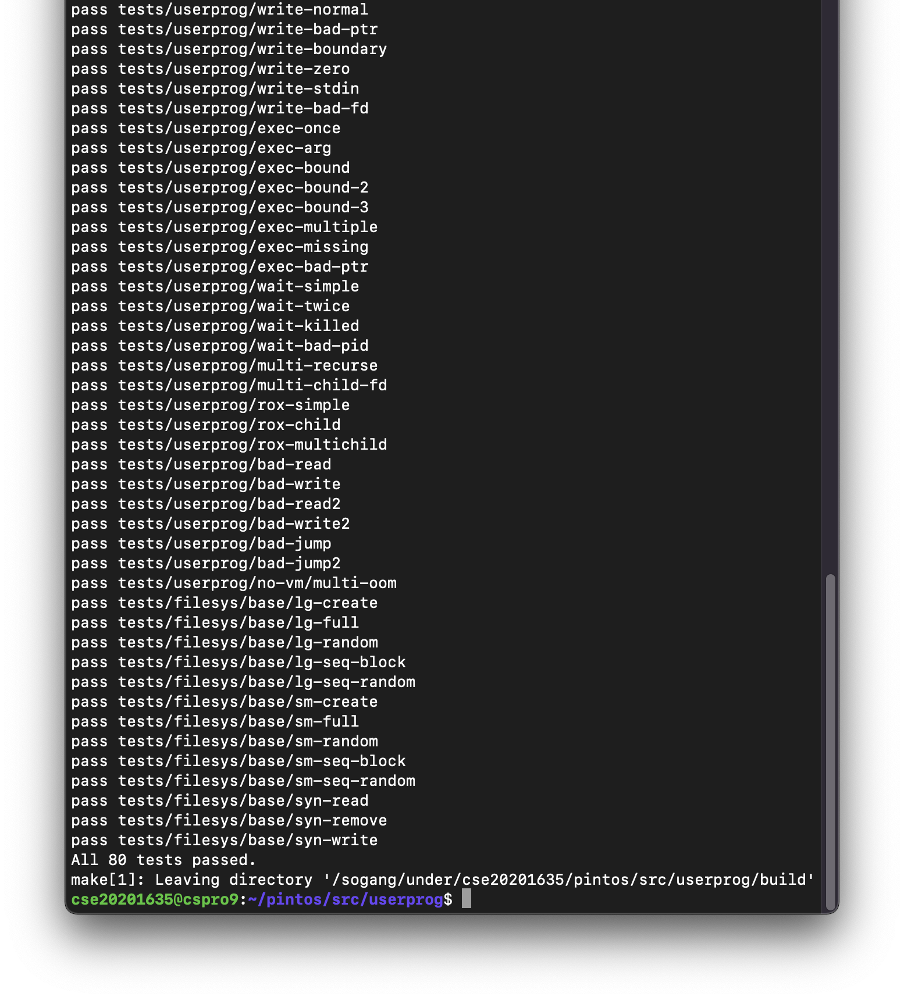 pass tests/userprog/write-normal
pass tests/userprog/write-bad-ptr
pass tests/userprog/write-boundary
pass tests/userprog/write-zero
pass tests/userprog/write-stdin
pass tests/userprog/write-bad-fd
pass tests/userprog/exec-once
pass tests/userprog/exec-arg
pass tests/userprog/exec-bound
pass tests/userprog/exec-bound-2
pass tests/userprog/exec-bound-3
pass tests/userprog/exec-multiple
pass tests/userprog/exec-missing
pass tests/userprog/exec-bad-ptr
pass tests/userprog/wait-simple
pass tests/userprog/wait-twice
pass tests/userprog/wait-killed
pass tests/userprog/wait-bad-pid
pass tests/userprog/multi-recurse
pass tests/userprog/multi-child-fd
pass tests/userprog/rox-simple
pass tests/userprog/rox-child
pass tests/userprog/rox-multichild
pass tests/userprog/bad-read
pass tests/userprog/bad-write
pass tests/userprog/bad-read2
pass tests/userprog/bad-write2
pass tests/userprog/bad-jump
pass tests/userprog/bad-jump2
pass tests/userprog/no-vm/multi-oom
pass tests/filesys/base/lg-create
pass tests/filesys/base/lg-full
pass tests/filesys/base/lg-random
pass tests/filesys/base/lg-seq-block
pass tests/filesys/base/lg-seq-random
pass tests/filesys/base/sm-create
pass tests/filesys/base/sm-full
pass tests/filesys/base/sm-random
pass tests/filesys/base/sm-seq-block
pass tests/filesys/base/sm-seq-random
pass tests/filesys/base/syn-read
pass tests/filesys/base/syn-remove
pass tests/filesys/base/syn-write
All 80 tests passed.
make[1]: Leaving directory '/sogang/under/cse20201635/pintos/src/userprog/build'
cse20201635@cspro9:~/pintos/src/userprog$